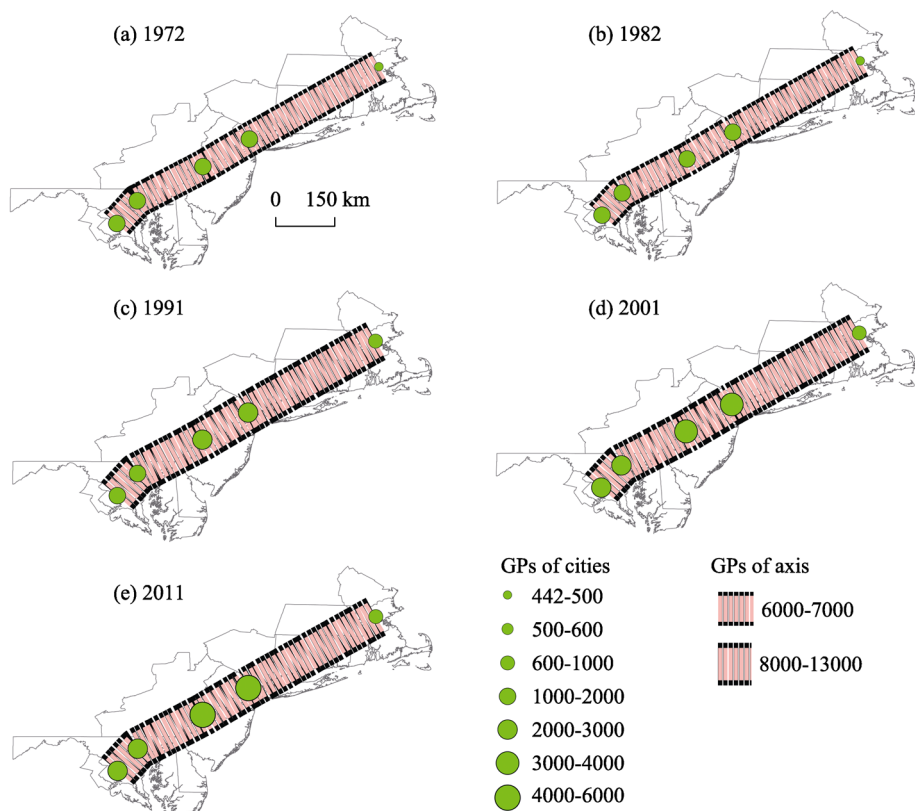 (a) 1972
(b) 1982
0 150 km
(c) 1991
(d) 2001
(e) 2011
GPs of cities
442-500
500-600
600-1000
1000-2000
2000-3000
3000-4000
4000-6000
GPs of axis
6000-7000
8000-13000